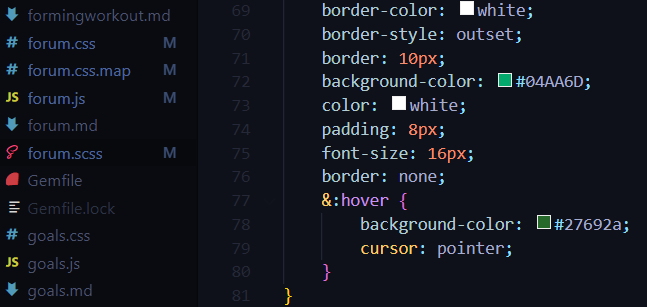 formingworkout.md
# forum.css M
# forum.css.map M
JS forum.js M
forum.md
forum.scss M
Gemfile
Gemfile.lock
# goals.css
JS goals.js
goals.md
69 border-color: white;
70 border-style: outset;
71 border: 10px;
72 background-color: #04AA6D;
73 color: white;
74 padding: 8px;
75 font-size: 16px;
76 border: none;
77 &:hover {
78 background-color: #27692a;
79 cursor: pointer;
80 }
81 }